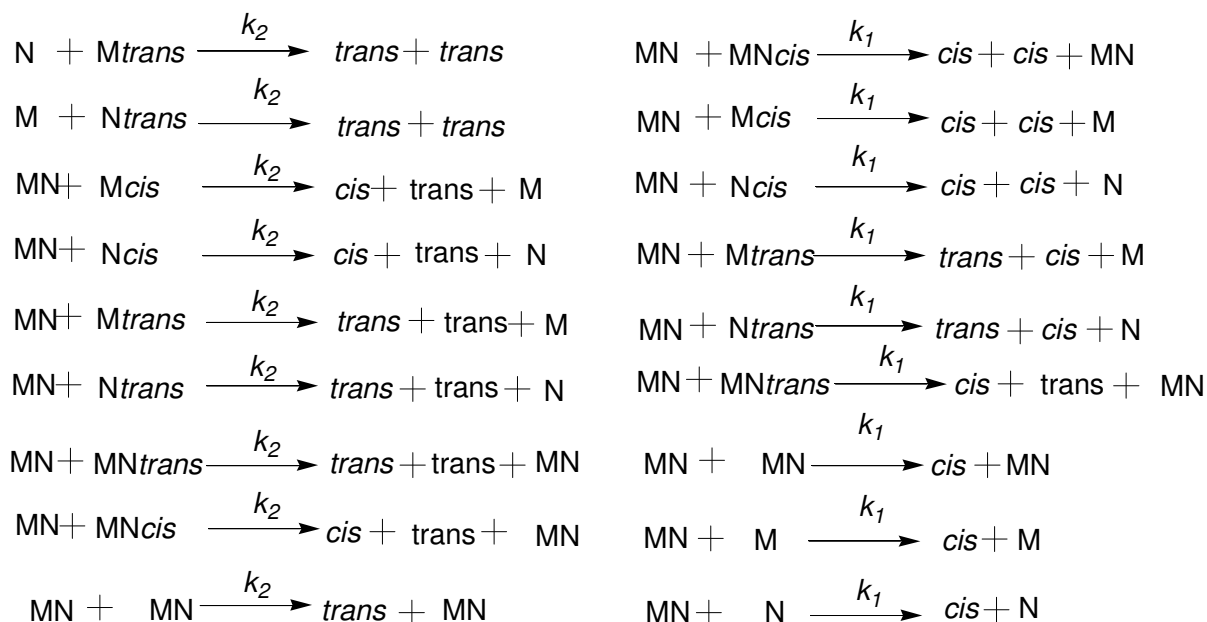 N + Mtrans k2 trans + trans
M + Ntrans k2 trans + trans
MN+ Mcis k2 cis+ trans + M
MN+ Ncis k2 cis + trans + N
MN+ Mtrans k2 trans + trans+ M
MN+ Ntrans k2 trans + trans + N
MN+ MNtrans k2 trans + trans + MN
MN+ MNcis k2 cis + trans + MN
MN + MN k2 trans + MN
MN + MNcis k1 cis + cis + MN
MN + Mcis k1 cis + cis + M
MN + Ncis k1 cis + cis + N
MN + Mtrans k1 trans + cis + M
MN + Ntrans k1 trans + cis + N
MN + MNtrans k1 cis + trans + MN
MN + MN k1 cis + MN
MN + M k1 cis + M
MN + N k1 cis + N